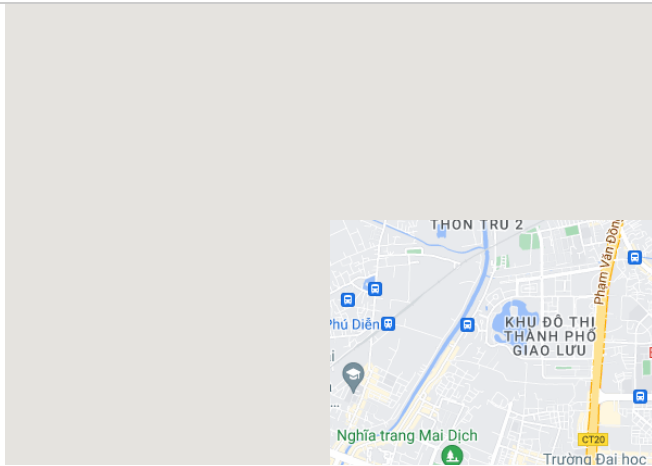 THÔN TRÙ 2
Phạm Văn Đồng
Phú Diễn
KHU ĐÔ THỊ
THÀNH PHỐ
GIAO LƯU
Nghĩa trang Mai Dịch
CT20
Trường Đại học